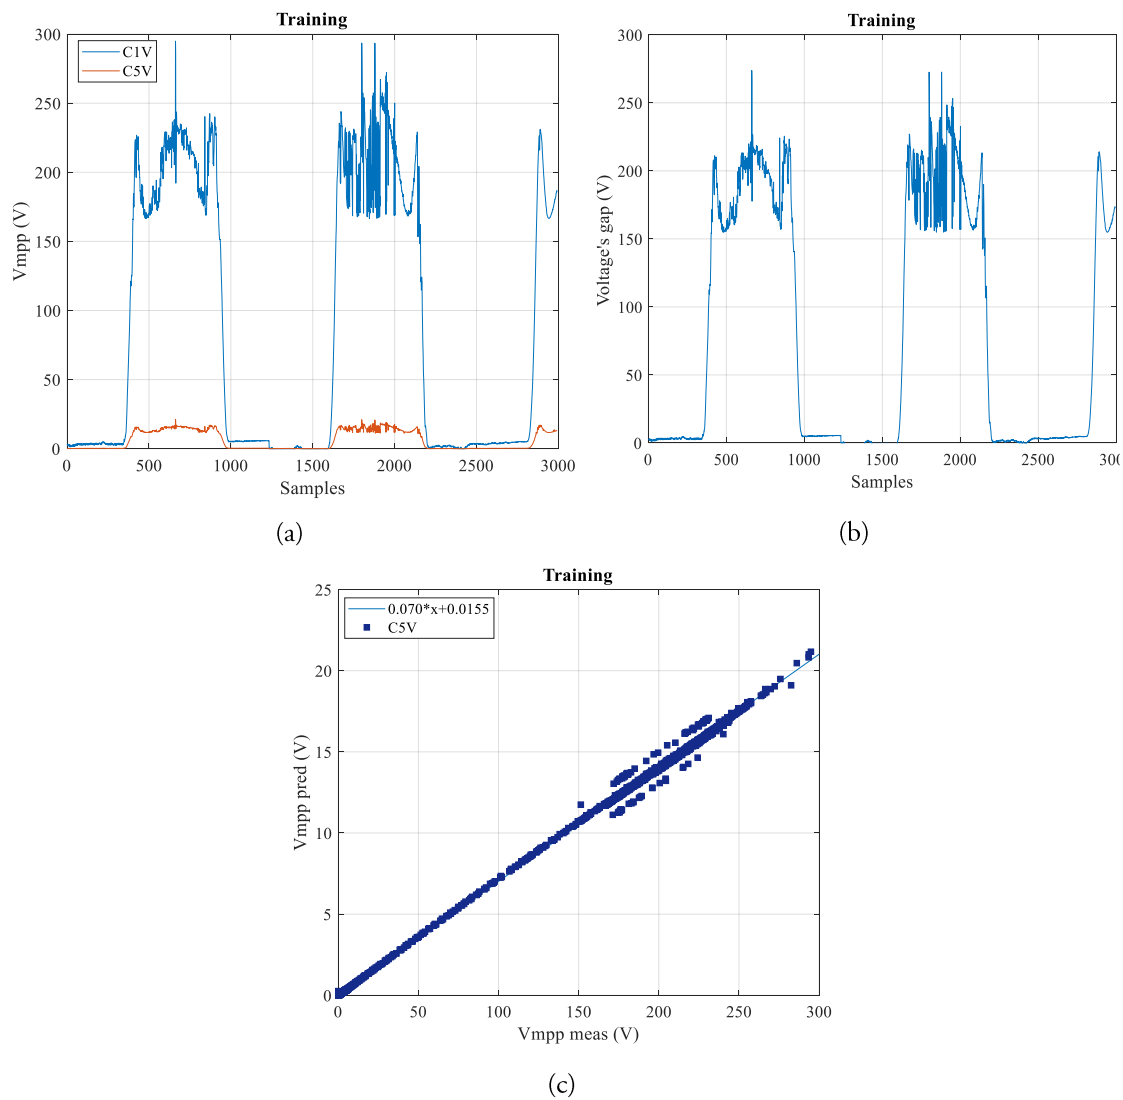 Training
C1V
C5V
Vmpp (V)
300
250
200
150
100
50
0
0 500 1000 1500 2000 2500 3000
Samples
(a)
Training
Voltage's gap (V)
300
250
200
150
100
50
0
0 500 1000 1500 2000 2500 300
Samples
(b)
Training
0.070*x+0.0155
C5V
Vmpp pred (V)
25
20
15
10
5
0
0 50 100 150 200 250 300
Vmpp meas (V)
(c)